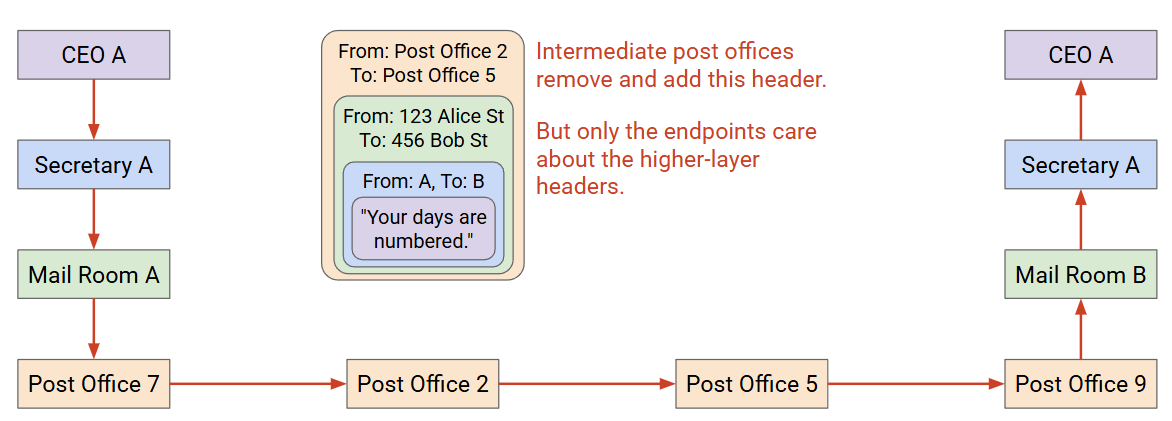 CEO A
Secretary A
Mail Room A
Post Office 7
From: Post Office 2
To: Post Office 5
From: 123 Alice St
To: 456 Bob St
From: A, To: B
"Your days are
numbered."
Intermediate post offices
remove and add this header.
But only the endpoints care
about the higher-layer
headers.
Post Office 2
Post Office 5
CEO A
Secretary A
Mail Room B
Post Office 9